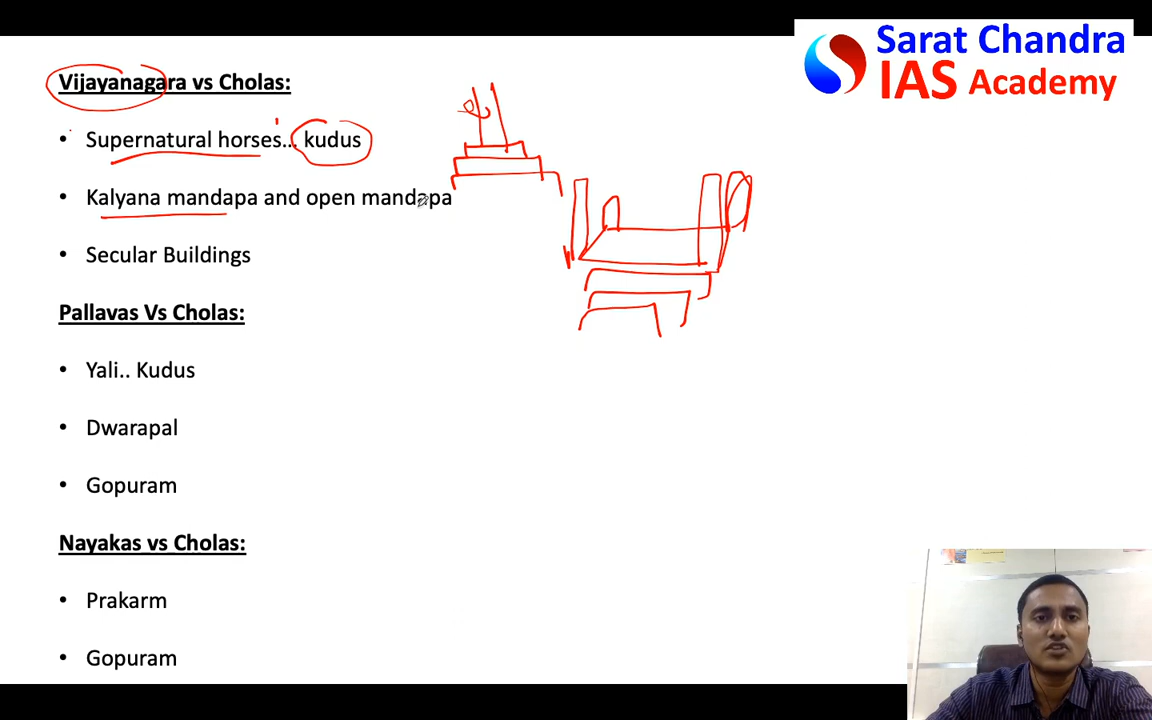 Sarat Chandra
IAS Academy
Vijayanagara vs Cholas:
• Supernatural horses... kudus
• Kalyana mandapa and open mandapa
• Secular Buildings
Pallavas Vs Cholas:
• Yali.. Kudus
• Dwarapal
• Gopuram
Nayakas vs Cholas:
• Prakarm
• Gopuram